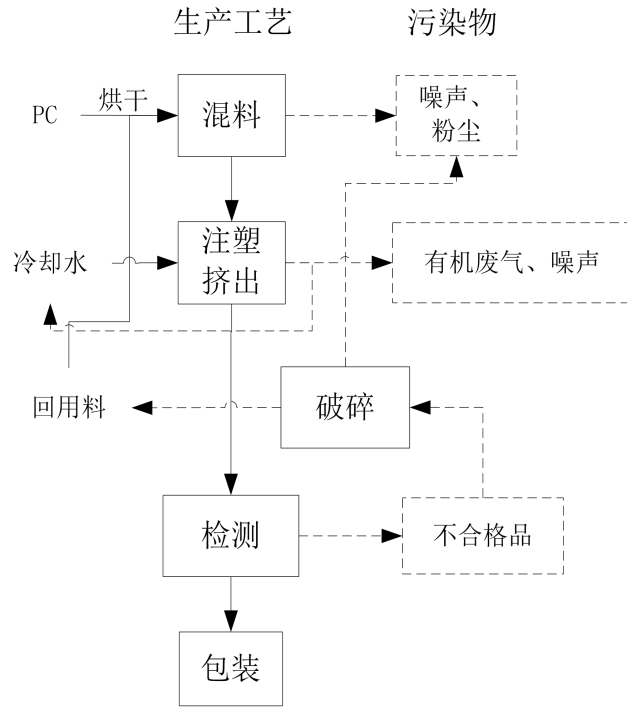 生产工艺
污染物
PC
烘干
混料
噪声、
粉尘
冷却水
注塑
挤出
有机废气、噪声
回用料
破碎
检测
不合格品
包装